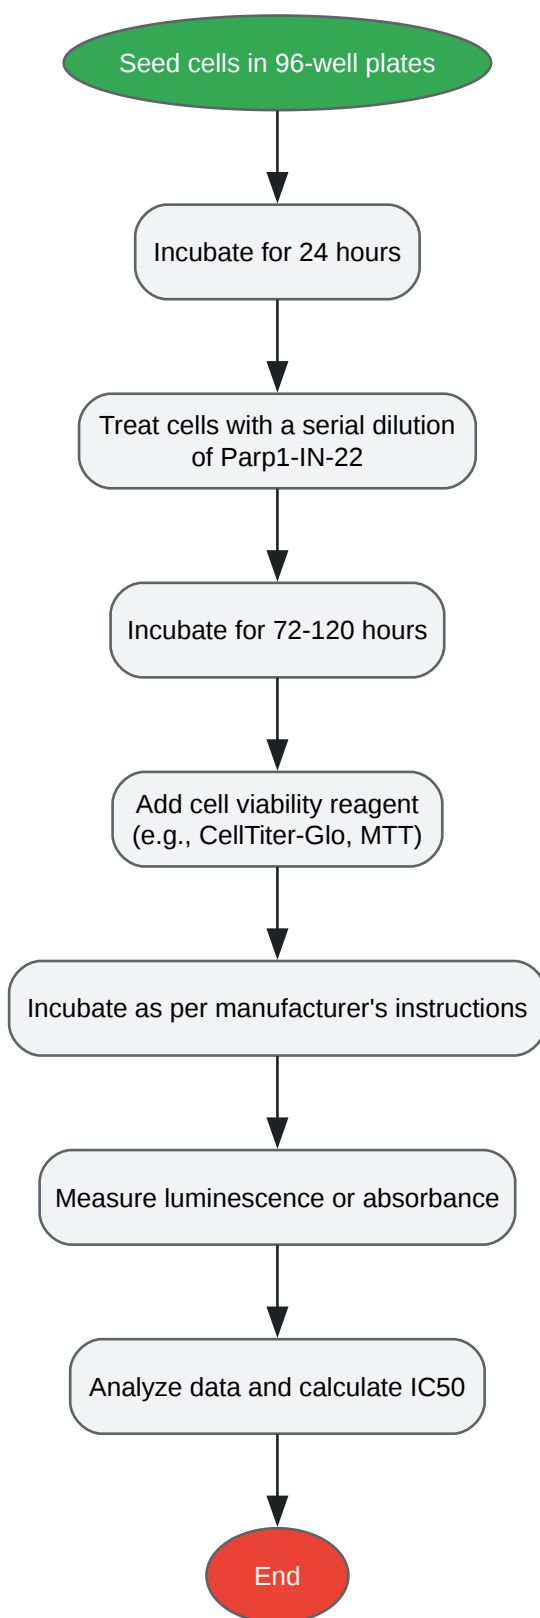 Seed cells in 96-well plates
Incubate for 24 hours
Treat cells with a serial dilution
of Parp1-IN-22
Incubate for 72-120 hours
Add cell viability reagent
(e.g., CellTiter-Glo, MTT)
Incubate as per manufacturer's instructions
Measure luminescence or absorbance
Analyze data and calculate IC50
End